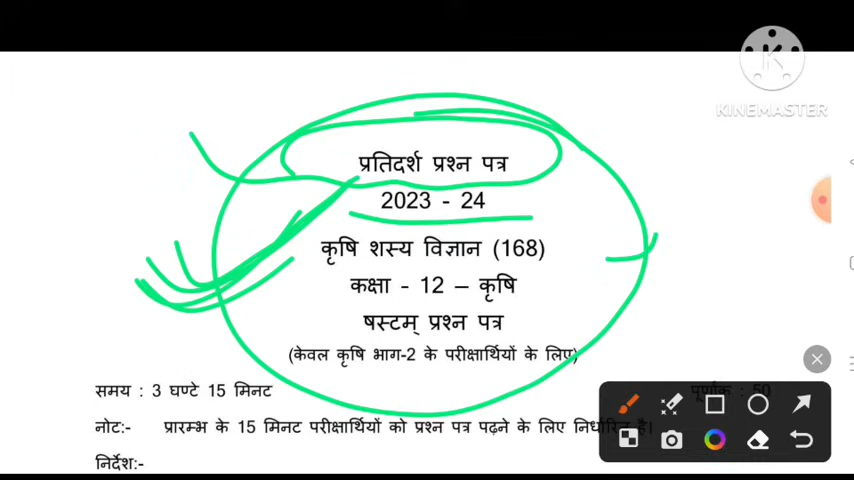 KINEMASTER
प्रतिदर्श प्रश्न पत्र
2023 - 24
कृषि शस्य विज्ञान (168)
कक्षा - 12 – कृषि
षस्टम् प्रश्न पत्र
(केवल कृषि भाग-2 के परीक्षार्थियों के लिए)
समय : 3 घण्टे 15 मिनट पूर्णांक : 50
नोट:- प्रारम्भ के 15 मिनट परीक्षार्थियों को प्रश्न पत्र पढ़ने के लिए निर्धारित है।
निर्देश:-